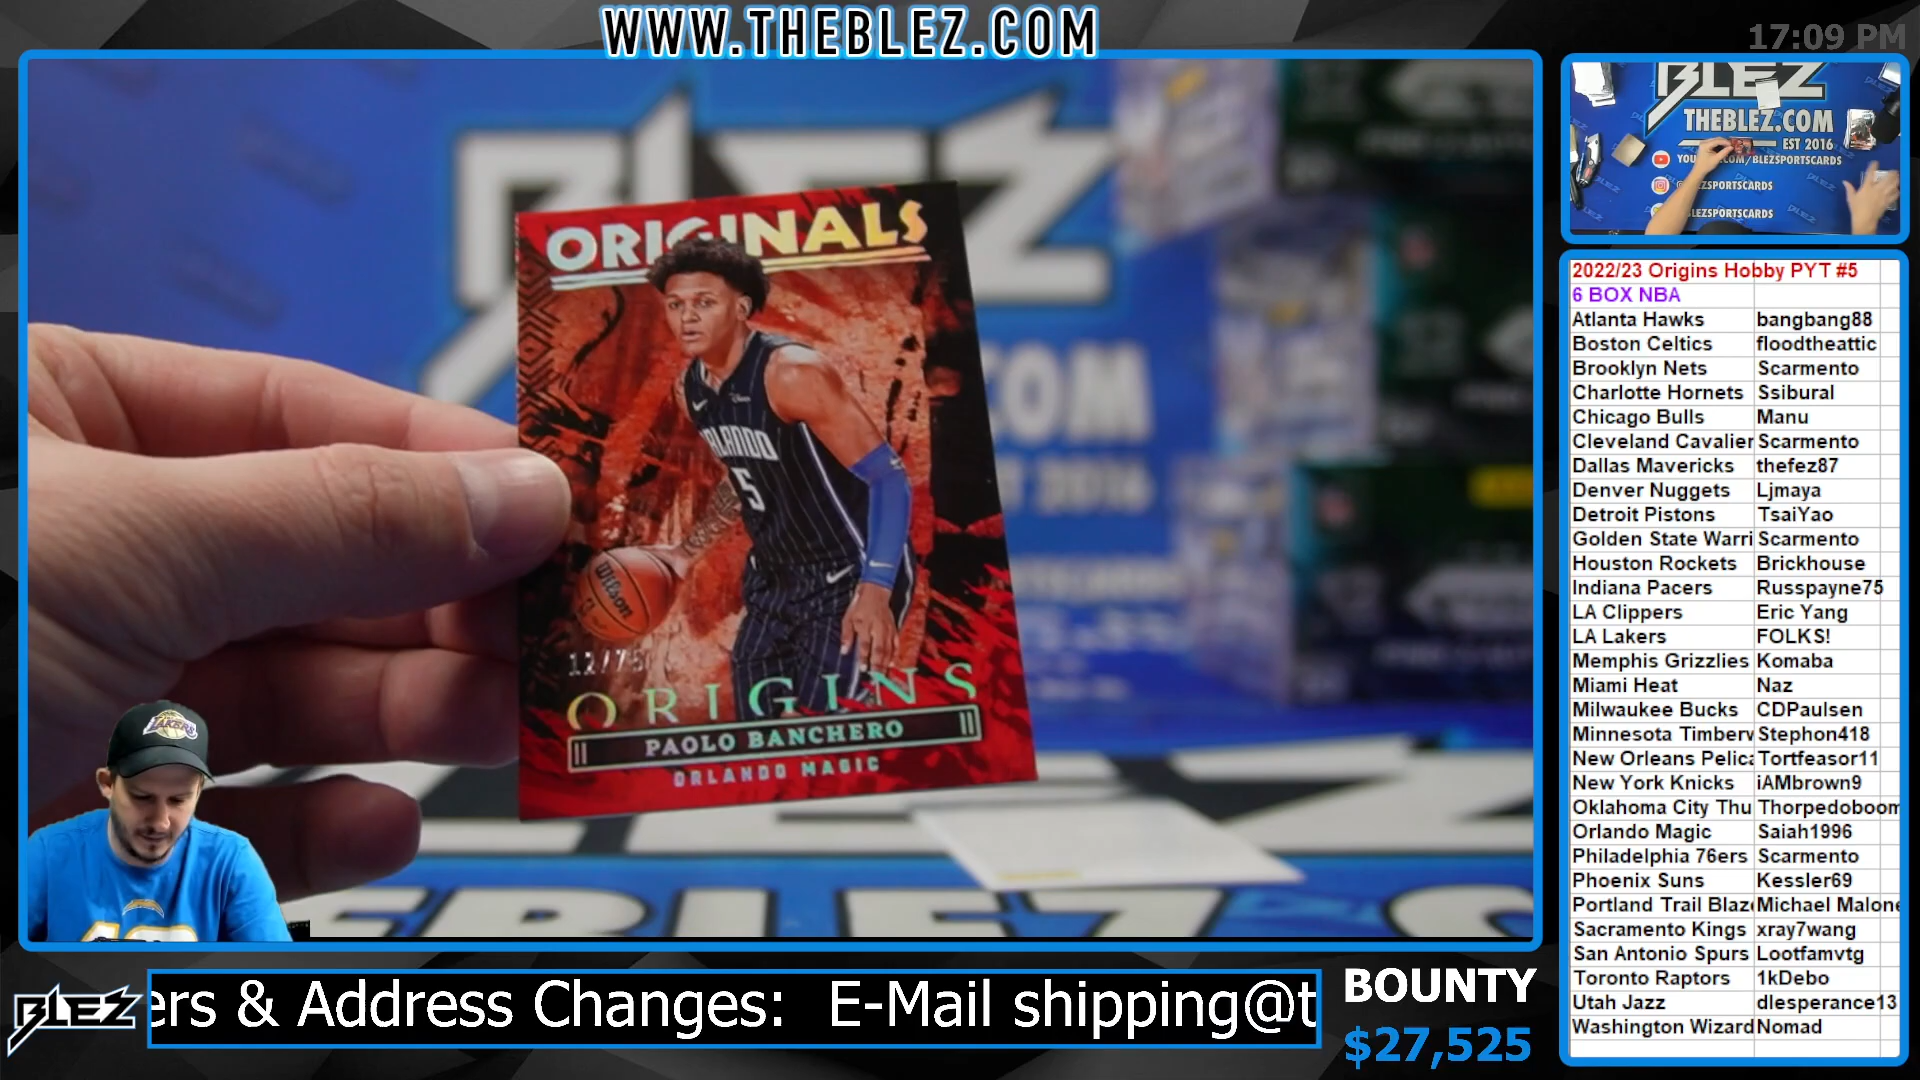 WWW.THEBLEZ.COM
17:09 PM
ORIGINALS
Wilson
ORLANDO
5
12/75
ORIGINS
PAOLO BANCHERO
ORLANDO MAGIC
LAKERS
BLEZ
THEBLEZ.COM
EST 2016
2022/23 Origins Hobby PYT #5
6 BOX NBA
Atlanta Hawks bangbang88
Boston Celtics floodtheattic
Brooklyn Nets Scarmento
Charlotte Hornets Ssibural
Chicago Bulls Manu
Cleveland Cavalier Scarmento
Dallas Mavericks thefez87
Denver Nuggets Ljmaya
Detroit Pistons TsaiYao
Golden State Warri Scarmento
Houston Rockets Brickhouse
Indiana Pacers Russpayne75
LA Clippers Eric Yang
LA Lakers FOLKS!
Memphis Grizzlies Komaba
Miami Heat Naz
Milwaukee Bucks CDPaulsen
Minnesota Timberv Stephon418
New Orleans Pelica Tortfeasor11
New York Knicks iAMbrown9
Oklahoma City Thu Thorpedoboom
Orlando Magic Saiah1996
Philadelphia 76ers Scarmento
Phoenix Suns Kessler69
Portland Trail Blaze Michael Malone
Sacramento Kings xray7wang
San Antonio Spurs Lootfamvtg
Toronto Raptors 1kDebo
Utah Jazz dlesperance13
Washington Wizard Nomad
BLEZ
ers & Address Changes: E-Mail shipping@t
BOUNTY
$27,525